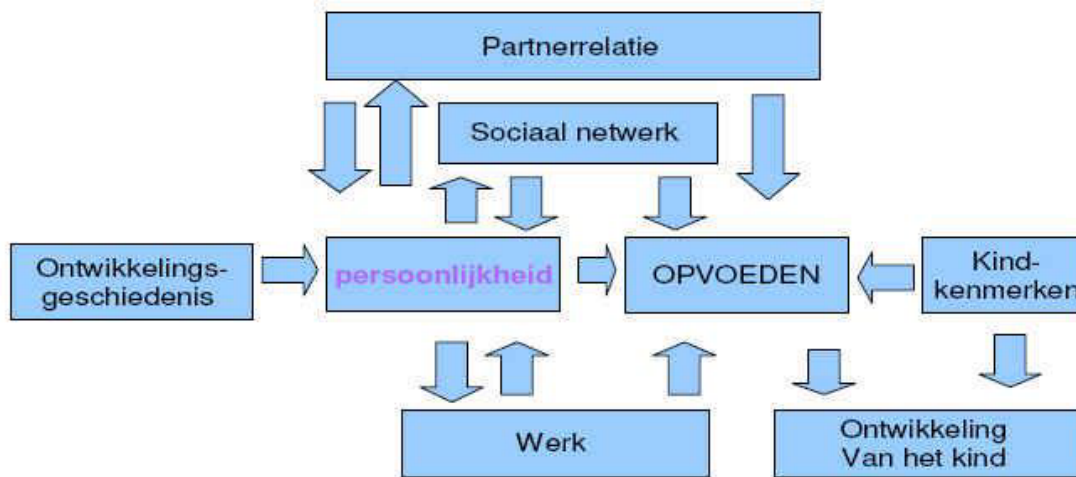 Partnerrelatie
Sociaal netwerk
Ontwikkelings-
geschiedenis
persoonlijkheid
OPVOEDEN
Kind-
kenmerken
Werk
Ontwikkeling
Van het kind